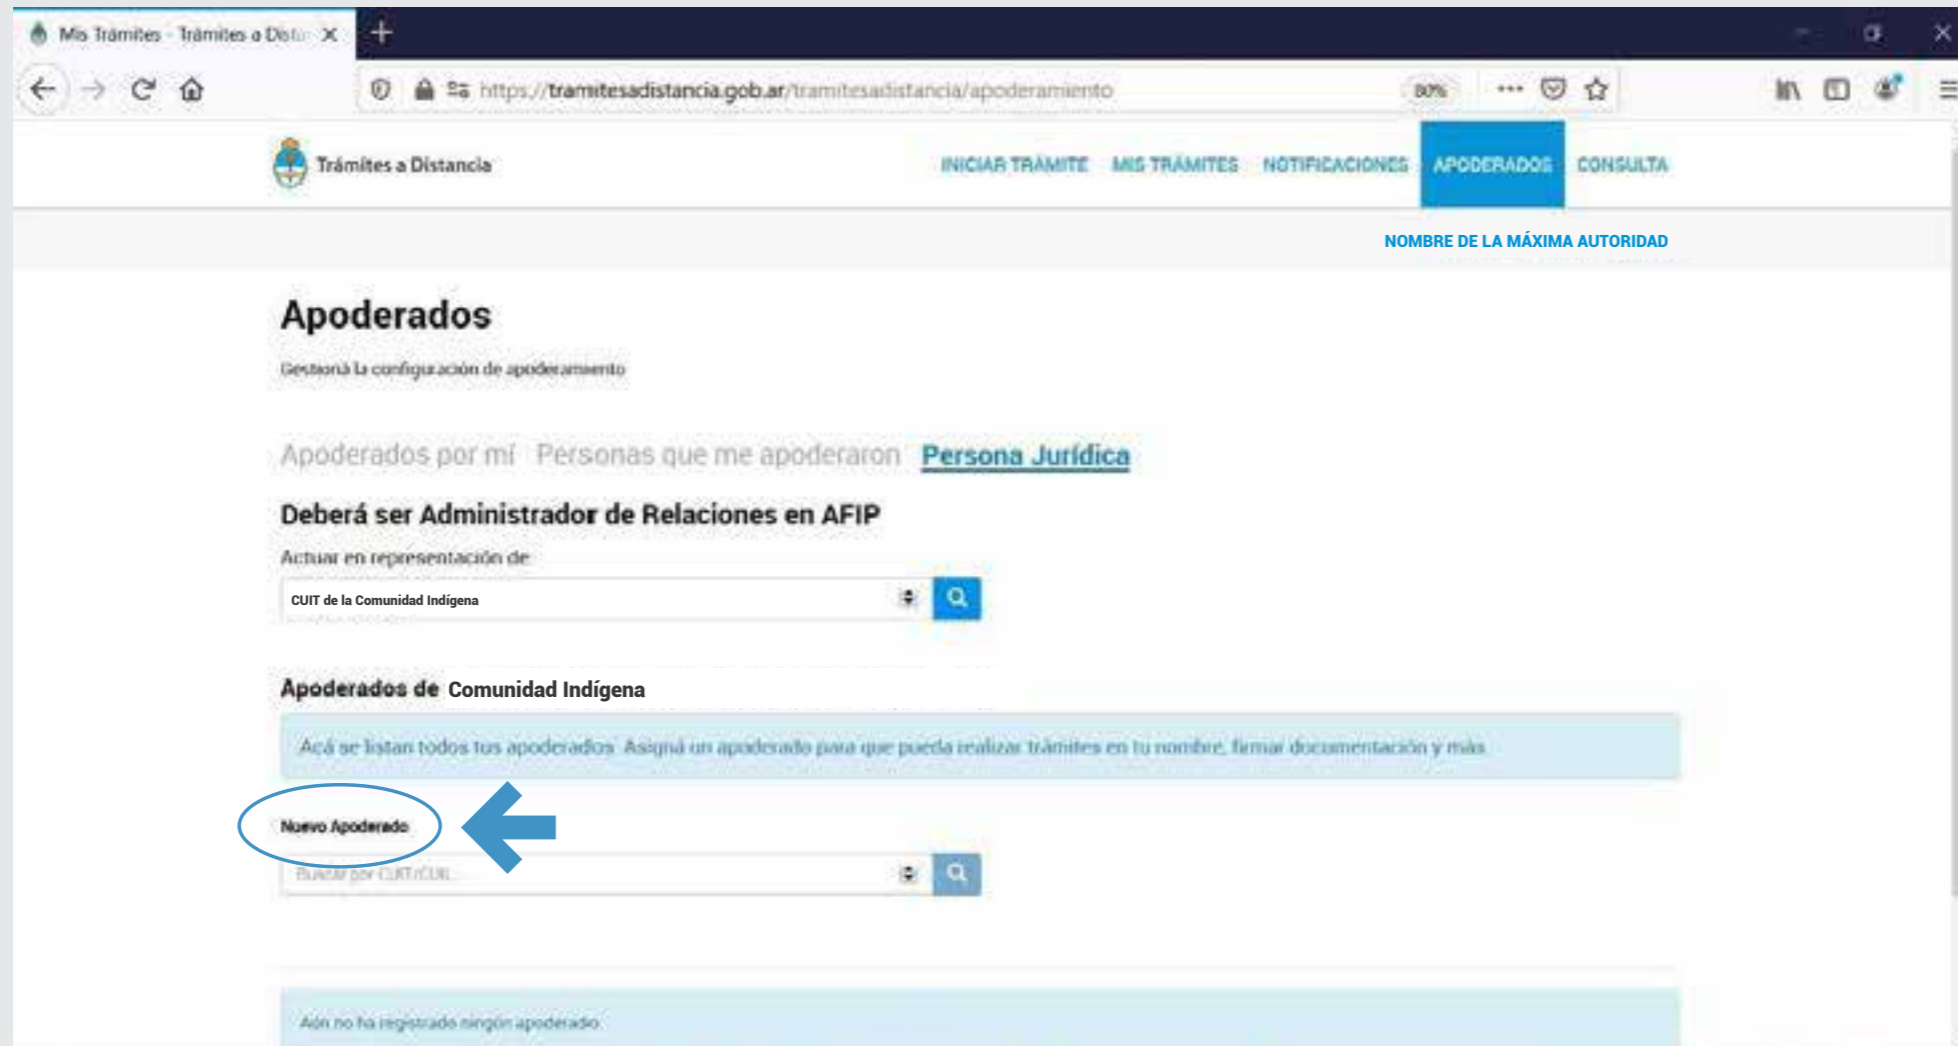 Mis Trámites - Trámites a Dista
https://tramitesadistancia.gob.ar/tramitesadistancia/apoderamiento
80%
Trámites a Distancia
INICIAR TRÁMITE MIS TRÁMITES NOTIFICACIONES APODERADOS CONSULTA
NOMBRE DE LA MÁXIMA AUTORIDAD
Apoderados
Gestioná la configuración de apoderamiento
Apoderados por mí Personas que me apoderaron Persona Jurídica
Deberá ser Administrador de Relaciones en AFIP
Actuar en representación de
CUIT de la Comunidad Indígena
Apoderados de Comunidad Indígena
Acá se listan todos tus apoderados. Asigná un apoderado para que pueda realizar trámites en tu nombre, firmar documentación y más
Nuevo Apoderado
Buscar por CUIT/CUIL...
Aún no ha registrado ningún apoderado.